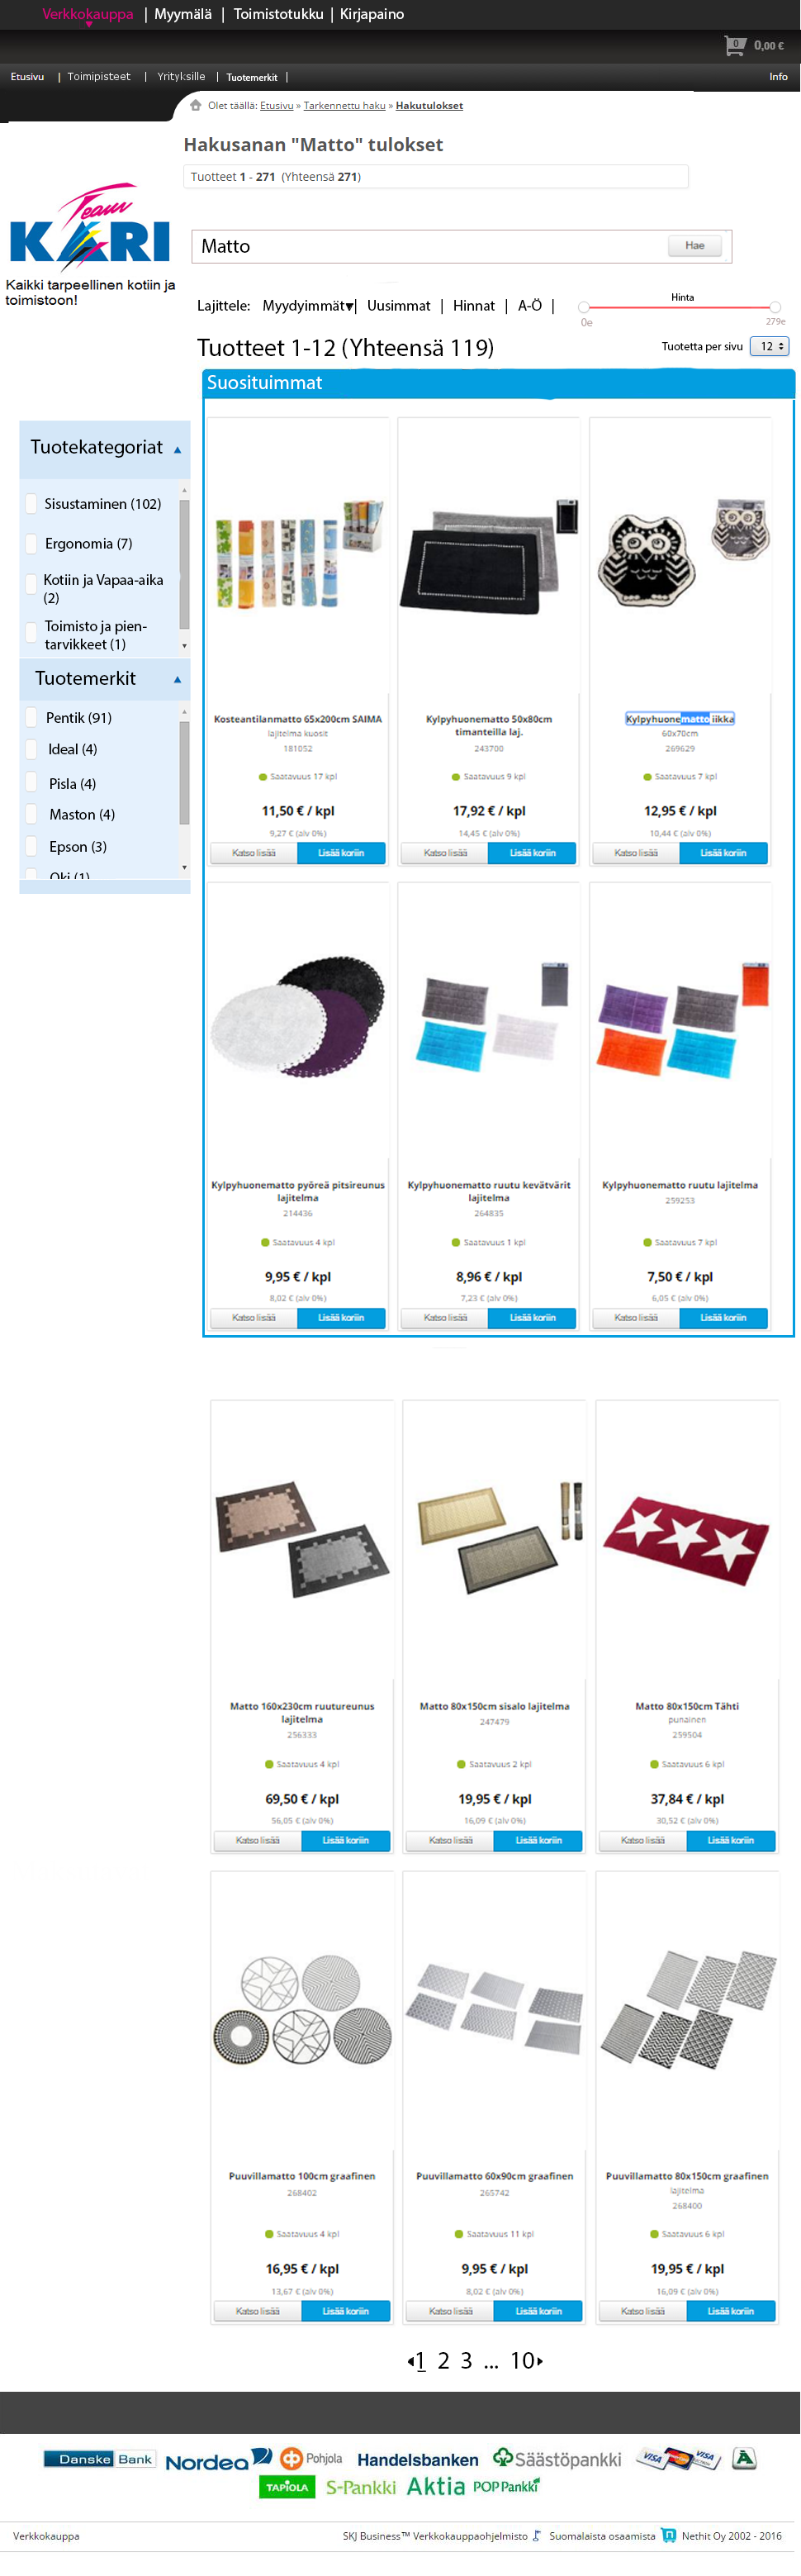 Verkkokauppa | Myymälä | Toimistotukku | Kirjapaino
0 0,00 €
Etusivu | Toimipisteet | Yrityksille | Tuotemerkit | Info
Olet täällä: Etusivu » Tarkennettu haku » Hakutulokset
Hakusanan "Matto" tulokset
Tuotteet 1 - 271 (Yhteensä 271)
Team
KARI
Kaikki tarpeellinen kotiin ja
toimistoon!
Matto Hae
Lajittele: Myydyimmät▼| Uusimmat | Hinnat | A-Ö |
Hinta
0e 279e
Tuotteet 1-12 (Yhteensä 119)
Tuotetta per sivu 12
Suosituimmat
Tuotekategoriat
Sisustaminen (102)
Ergonomia (7)
Kotiin ja Vapaa-aika
(2)
Toimisto ja pien-
tarvikkeet (1)
Tuotemerkit
Pentik (91)
Ideal (4)
Pisla (4)
Maston (4)
Epson (3)
Oki (1)
Kosteantilanmatto 65x200cm SAIMA
lajitelma kuosit
181052
Saatavuus 17 kpl
11,50 € / kpl
9,27 € (alv 0%)
Katso lisää Lisää koriin
Kylpyhuonematto 50x80cm
timanteilla laj.
243700
Saatavuus 9 kpl
17,92 € / kpl
14,45 € (alv 0%)
Katso lisää Lisää koriin
Kylpyhuonematto iikka
60x70cm
269629
Saatavuus 7 kpl
12,95 € / kpl
10,44 € (alv 0%)
Katso lisää Lisää koriin
Kylpyhuonematto pyöreä pitsireunus
lajitelma
214436
Saatavuus 4 kpl
9,95 € / kpl
8,02 € (alv 0%)
Katso lisää Lisää koriin
Kylpyhuonematto ruutu kevätvärit
lajitelma
264835
Saatavuus 1 kpl
8,96 € / kpl
7,23 € (alv 0%)
Katso lisää Lisää koriin
Kylpyhuonematto ruutu lajitelma
259253
Saatavuus 7 kpl
7,50 € / kpl
6,05 € (alv 0%)
Katso lisää Lisää koriin
Matto 160x230cm ruutureunus
lajitelma
256333
Saatavuus 4 kpl
69,50 € / kpl
56,05 € (alv 0%)
Katso lisää Lisää koriin
Matto 80x150cm sisalo lajitelma
247479
Saatavuus 2 kpl
19,95 € / kpl
16,09 € (alv 0%)
Katso lisää Lisää koriin
Matto 80x150cm Tähti
punainen
259504
Saatavuus 6 kpl
37,84 € / kpl
30,52 € (alv 0%)
Katso lisää Lisää koriin
Puuvillamatto 100cm graafinen
268402
Saatavuus 4 kpl
16,95 € / kpl
13,67 € (alv 0%)
Katso lisää Lisää koriin
Puuvillamatto 60x90cm graafinen
265742
Saatavuus 11 kpl
9,95 € / kpl
8,02 € (alv 0%)
Katso lisää Lisää koriin
Puuvillamatto 80x150cm graafinen
lajitelma
268400
Saatavuus 6 kpl
19,95 € / kpl
16,09 € (alv 0%)
Katso lisää Lisää koriin
1 2 3 ... 10
Danske Bank Nordea Pohjola Handelsbanken Säästöpankki VISA MasterCard VISA
TAPIOLA S-Pankki Aktia POP Pankki
Verkkokauppa SKJ Business™ Verkkokauppaohjelmisto Suomalaista osaamista Nethit Oy 2002 - 2016